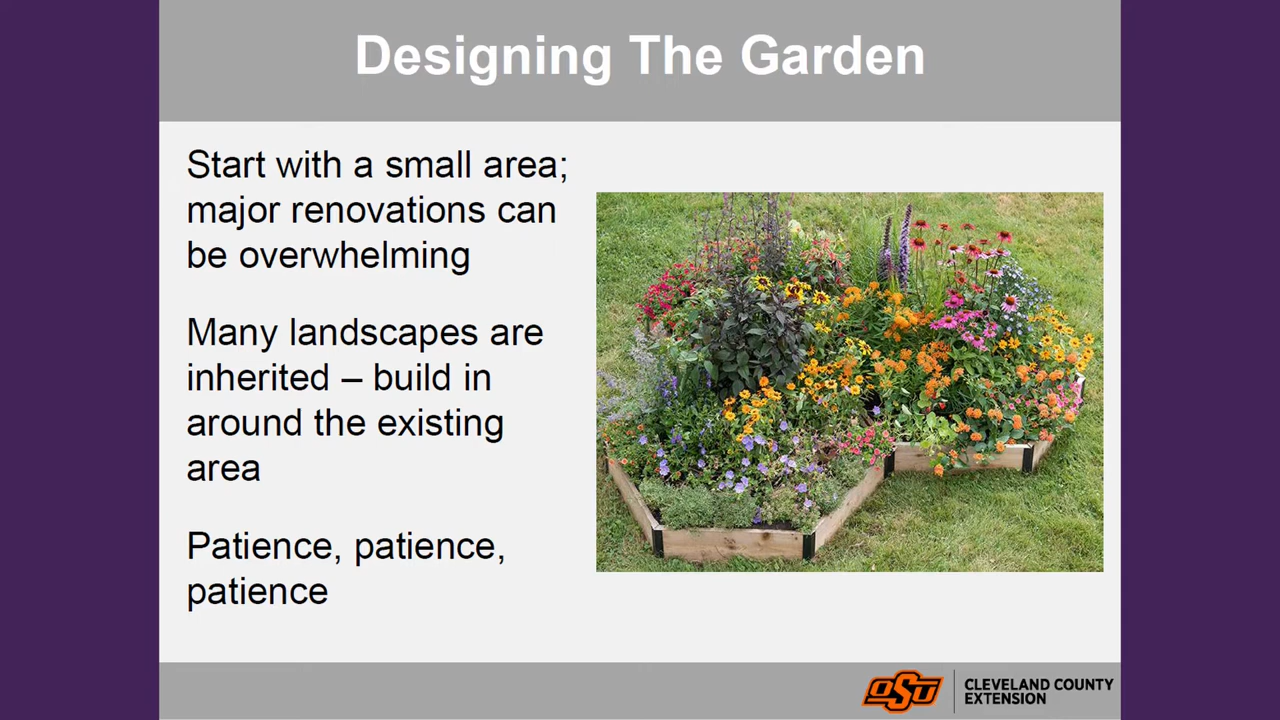 Designing The Garden
Start with a small area;
major renovations can
be overwhelming
Many landscapes are
inherited – build in
around the existing
area
Patience, patience,
patience
OSU
CLEVELAND COUNTY
EXTENSION